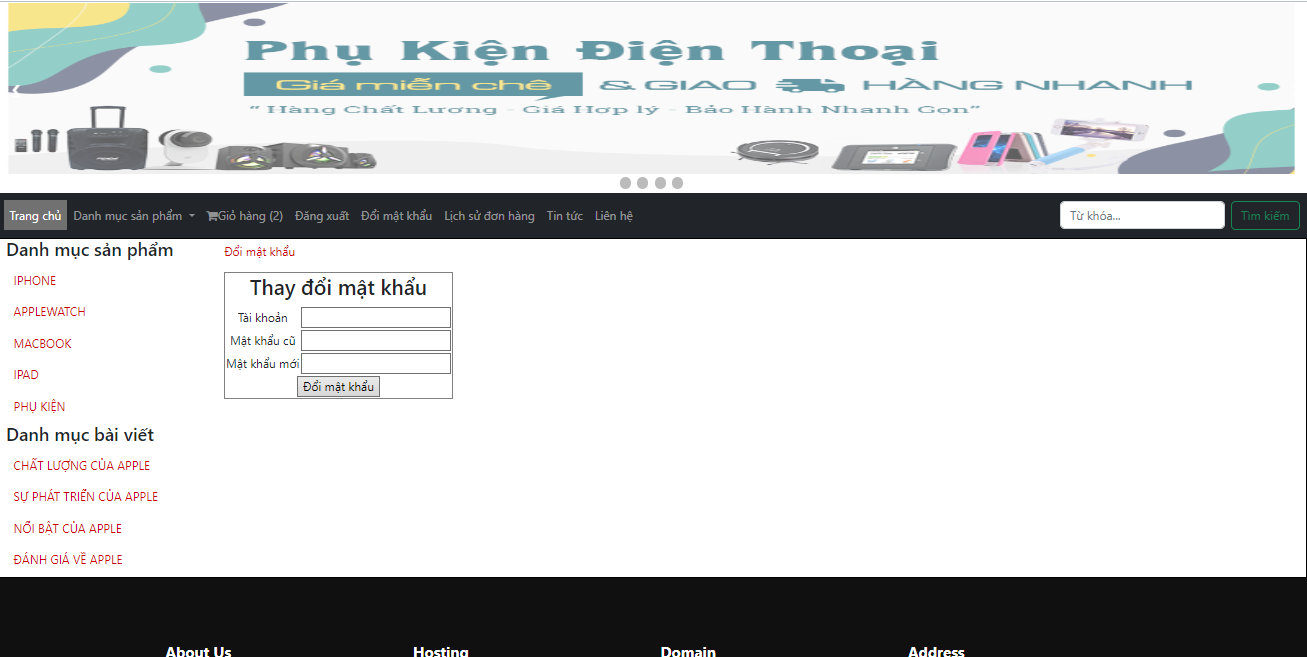 Phụ Kiện Điện Thoại
Giá miễn chê & GIAO HÀNG NHANH
“ Hàng Chất Lượng - Giá Hợp lý - Bảo Hành Nhanh Gọn”
Trang chủ Danh mục sản phẩm Giỏ hàng (2) Đăng xuất Đổi mật khẩu Lịch sử đơn hàng Tin tức Liên hệ Từ khóa... Tìm kiếm
Danh mục sản phẩm
IPHONE
APPLEWATCH
MACBOOK
IPAD
PHỤ KIỆN
Danh mục bài viết
CHẤT LƯỢNG CỦA APPLE
SỰ PHÁT TRIỂN CỦA APPLE
NỔI BẬT CỦA APPLE
ĐÁNH GIÁ VỀ APPLE
Đổi mật khẩu
Thay đổi mật khẩu
Tài khoản
Mật khẩu cũ
Mật khẩu mới
Đổi mật khẩu
About Us Hosting Domain Address